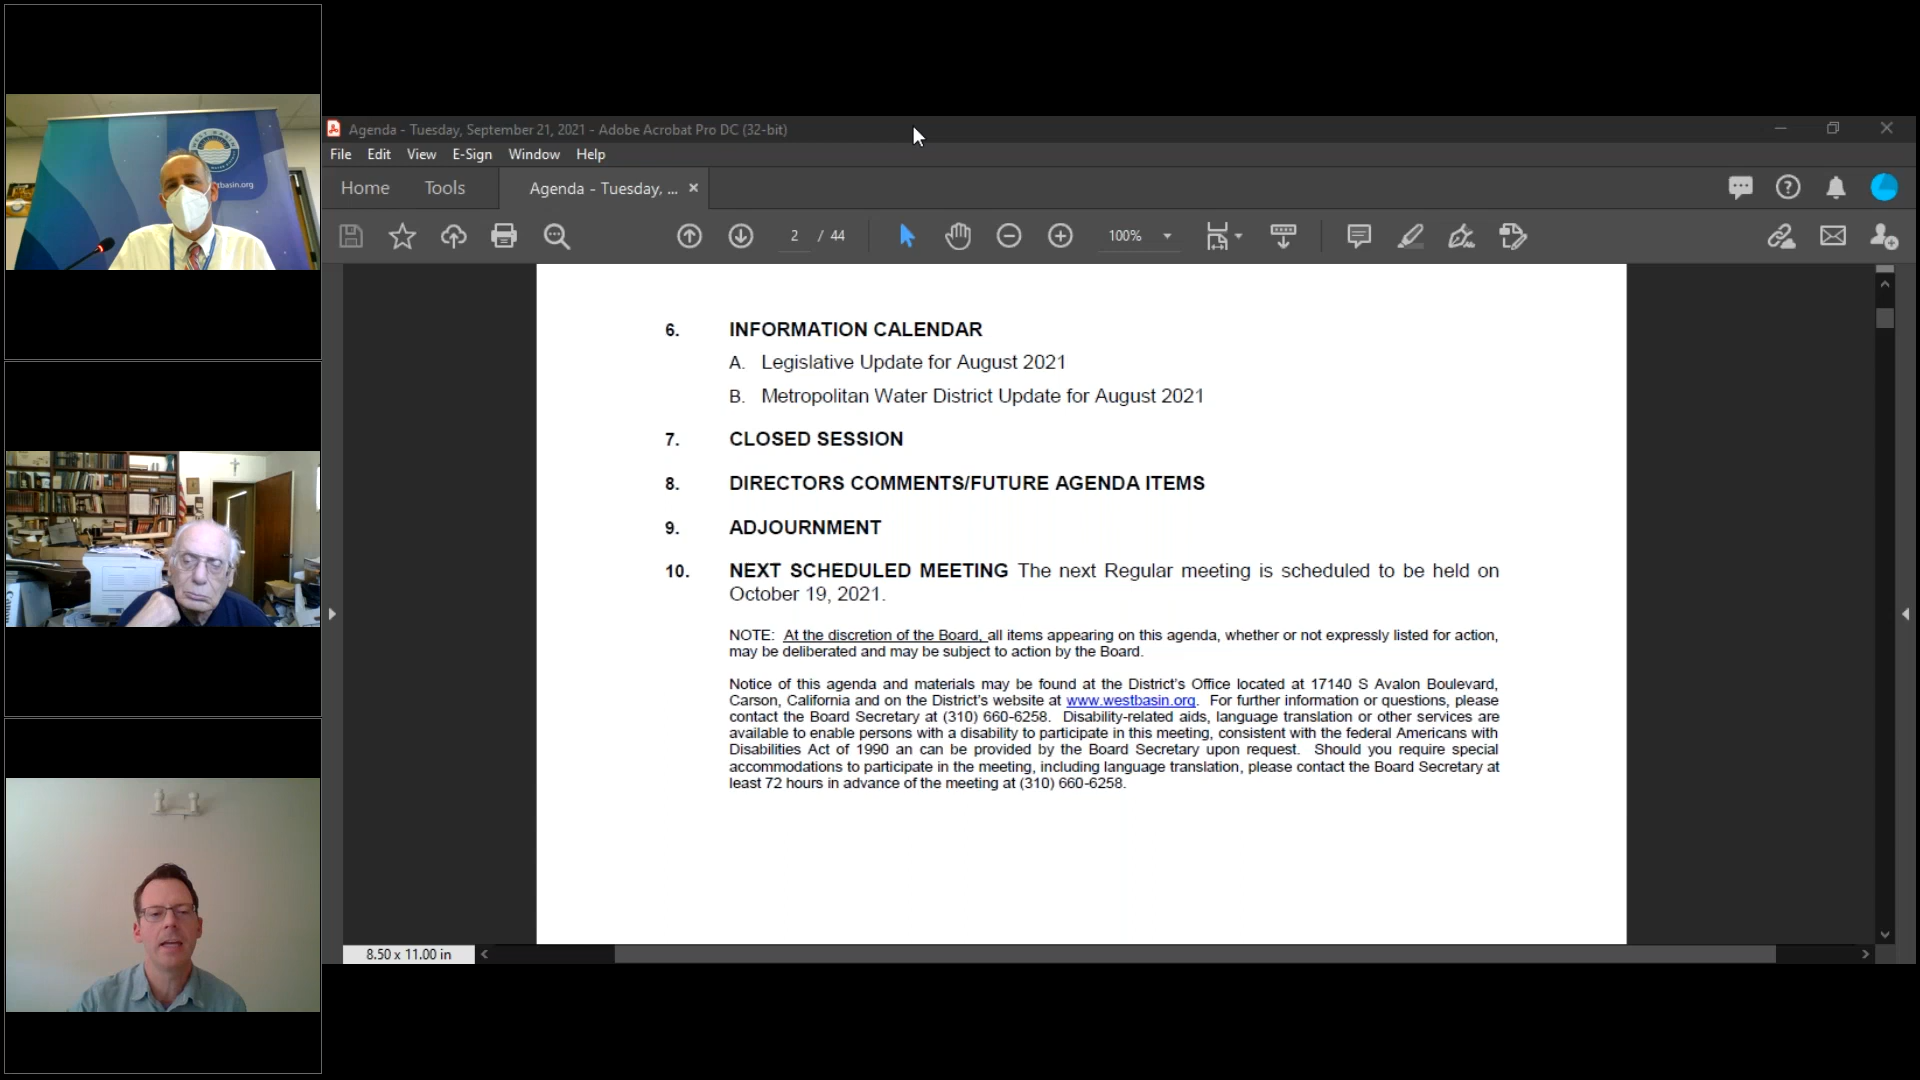 WEST BASIN
tbasin.org
Canon
Agenda - Tuesday, September 21, 2021 - Adobe Acrobat Pro DC (32-bit)
File Edit View E-Sign Window Help
Home Tools Agenda - Tuesday, ... ×
2 / 44 100%
6. INFORMATION CALENDAR
A. Legislative Update for August 2021
B. Metropolitan Water District Update for August 2021
7. CLOSED SESSION
8. DIRECTORS COMMENTS/FUTURE AGENDA ITEMS
9. ADJOURNMENT
10. NEXT SCHEDULED MEETING The next Regular meeting is scheduled to be held on
October 19, 2021.
NOTE: At the discretion of the Board, all items appearing on this agenda, whether or not expressly listed for action,
may be deliberated and may be subject to action by the Board.
Notice of this agenda and materials may be found at the District's Office located at 17140 S Avalon Boulevard,
Carson, California and on the District's website at www.westbasin.org. For further information or questions, please
contact the Board Secretary at (310) 660-6258. Disability-related aids, language translation or other services are
available to enable persons with a disability to participate in this meeting, consistent with the federal Americans with
Disabilities Act of 1990 an can be provided by the Board Secretary upon request. Should you require special
accommodations to participate in the meeting, including language translation, please contact the Board Secretary at
least 72 hours in advance of the meeting at (310) 660-6258.
8.50 x 11.00 in